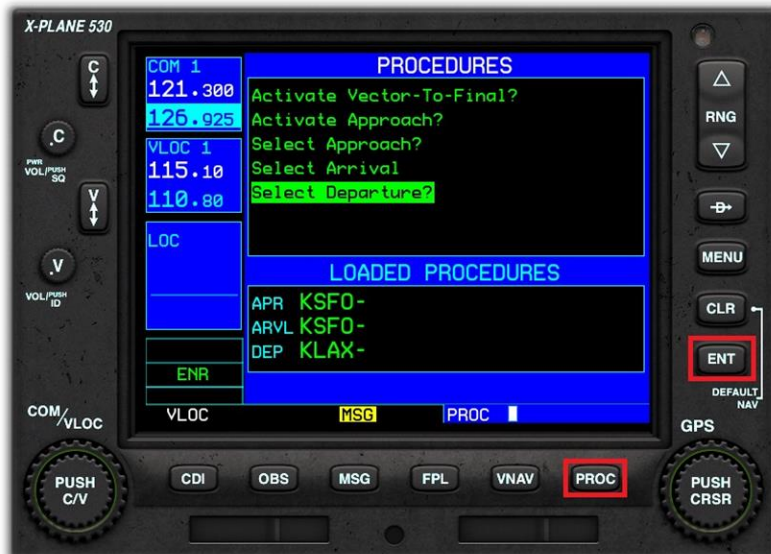 X-PLANE 530
C
.C
PWR
VOL/PUSH
SQ
V
.V
VOL/PUSH
ID
COM 1
121.300
126.925
VLOC 1
115.10
110.80
LOC
ENR
PROCEDURES
Activate Vector-To-Final?
Activate Approach?
Select Approach?
Select Arrival
Select Departure?
LOADED PROCEDURES
APR KSFO-
ARVL KSFO-
DEP KLAX-
VLOC MSG PROC
RNG
D
MENU
CLR
ENT
DEFAULT
NAV
COM/VLOC
PUSH
C/V
CDI OBS MSG FPL VNAV PROC
GPS
PUSH
CRSR